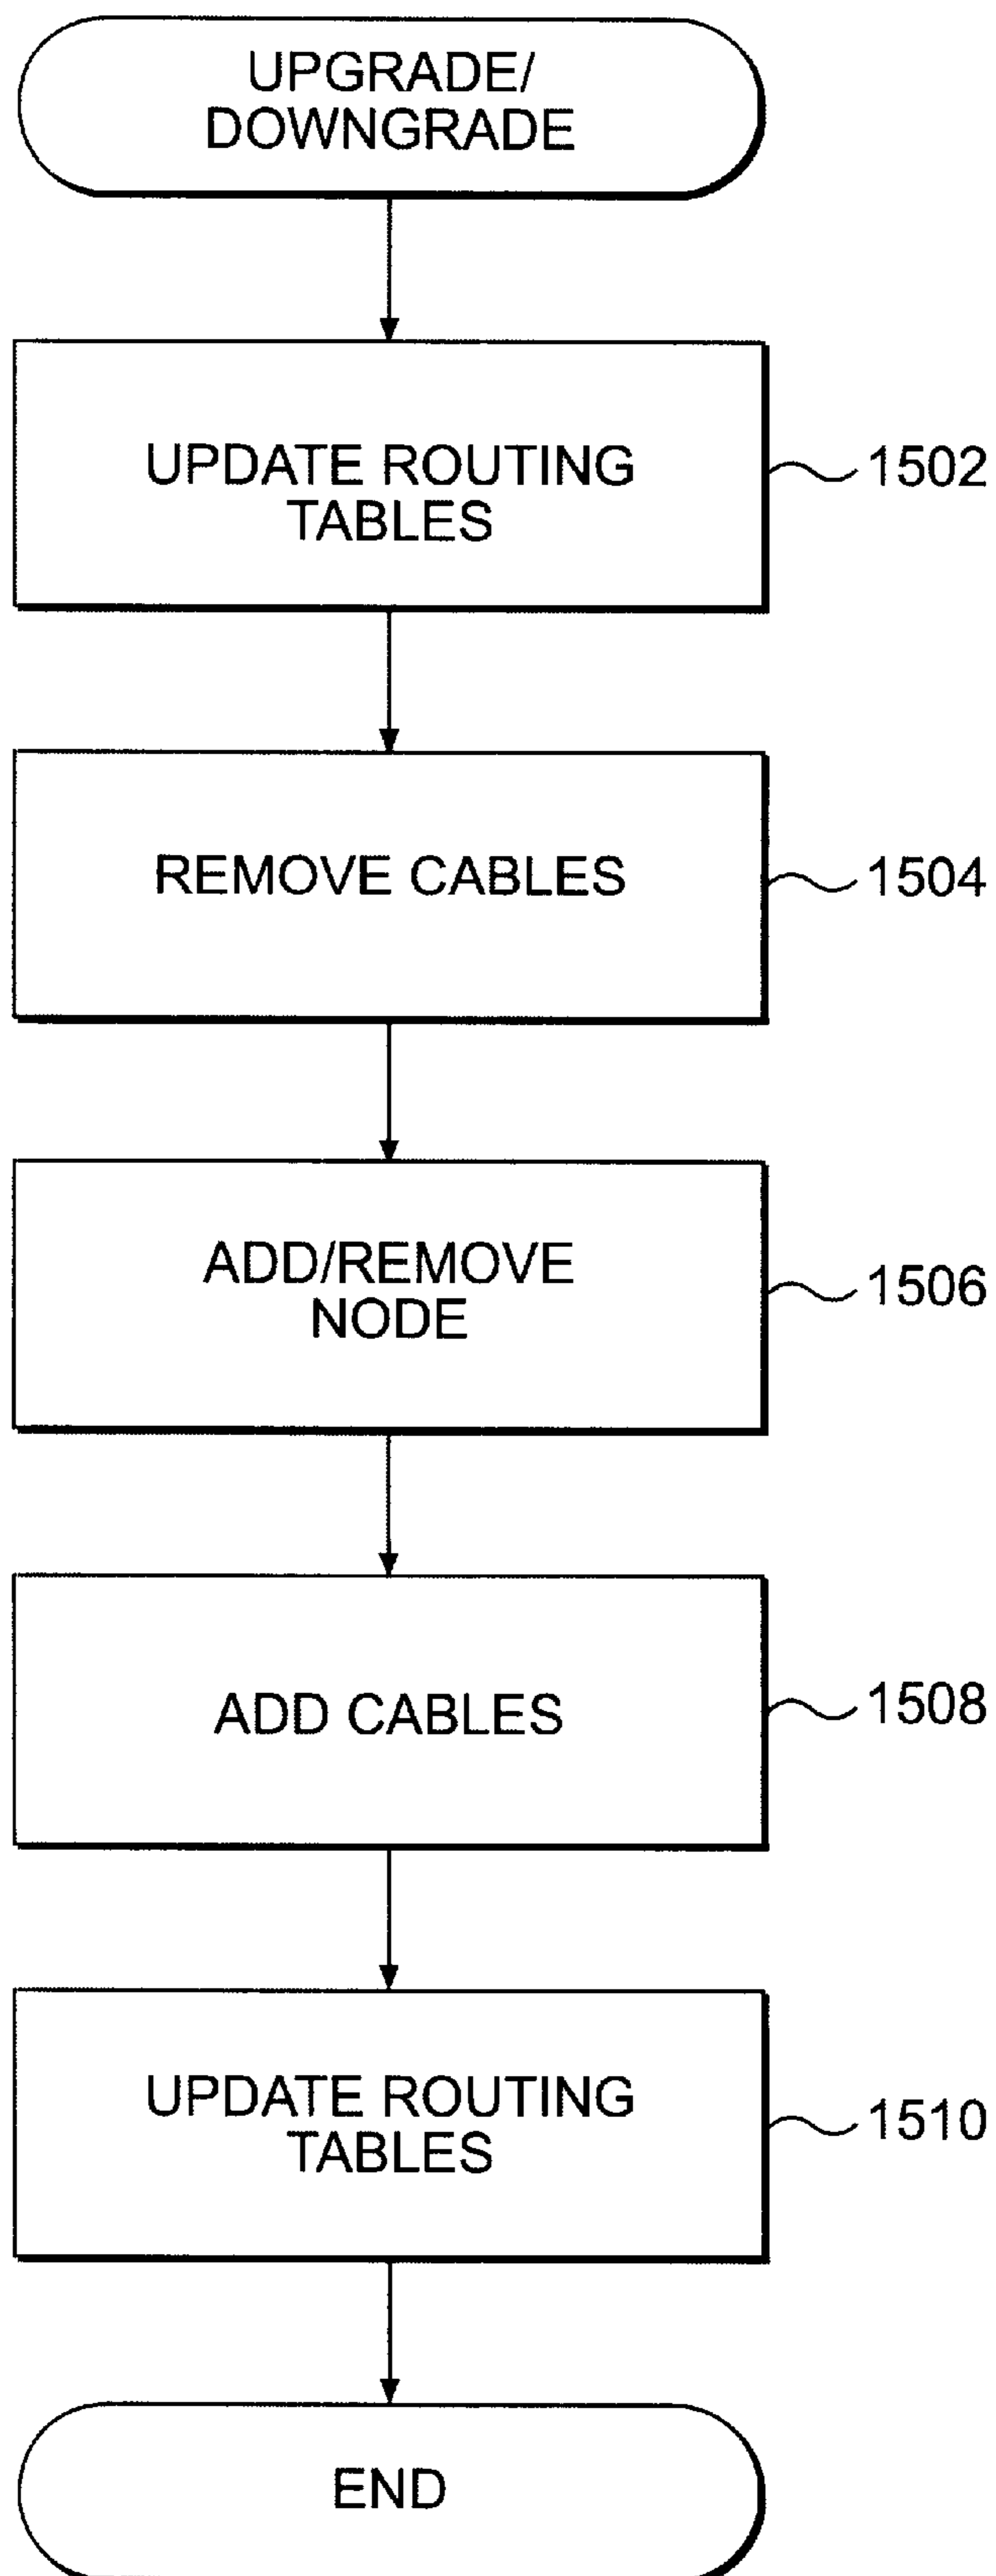 UPGRADE/
DOWNGRADE
UPDATE ROUTING
TABLES
1502
REMOVE CABLES
1504
ADD/REMOVE
NODE
1506
ADD CABLES
1508
UPDATE ROUTING
TABLES
1510
END